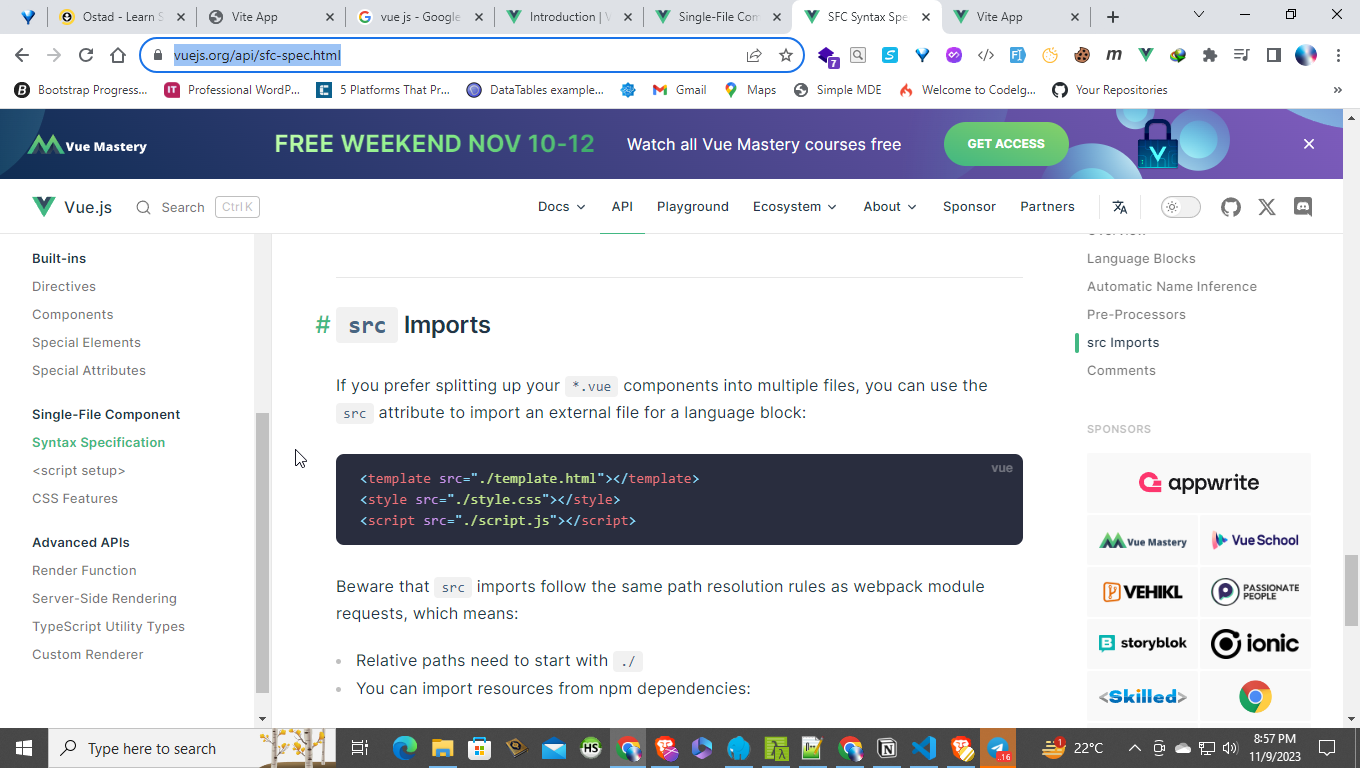 Ostad - Learn S
Vite App
vue js - Google
Introduction | V
Single-File Com
SFC Syntax Spe
Vite App
vuejs.org/api/sfc-spec.html
7
Bootstrap Progress...
Professional WordP...
5 Platforms That Pr...
DataTables example...
Gmail
Maps
Simple MDE
Welcome to CodeIg...
Your Repositories
»
Vue Mastery
FREE WEEKEND NOV 10-12
Watch all Vue Mastery courses free
GET ACCESS
Vue.js
Search
Ctrl K
Docs
API
Playground
Ecosystem
About
Sponsor
Partners
Built-ins
Directives
Components
Special Elements
Special Attributes
Single-File Component
Syntax Specification
<script setup>
CSS Features
Advanced APIs
Render Function
Server-Side Rendering
TypeScript Utility Types
Custom Renderer
# src Imports
If you prefer splitting up your *.vue components into multiple files, you can use the
src attribute to import an external file for a language block:
vue
<template src="./template.html"></template>
<style src="./style.css"></style>
<script src="./script.js"></script>
Beware that src imports follow the same path resolution rules as webpack module
requests, which means:
• Relative paths need to start with ./
• You can import resources from npm dependencies:
Overview
Language Blocks
Automatic Name Inference
Pre-Processors
src Imports
Comments
SPONSORS
appwrite
Vue Mastery
Vue School
VEHIKL
PASSIONATE
PEOPLE
storyblok
ionic
<Skilled>
Type here to search
HS
..16
1
22°C
8:57 PM
11/9/2023